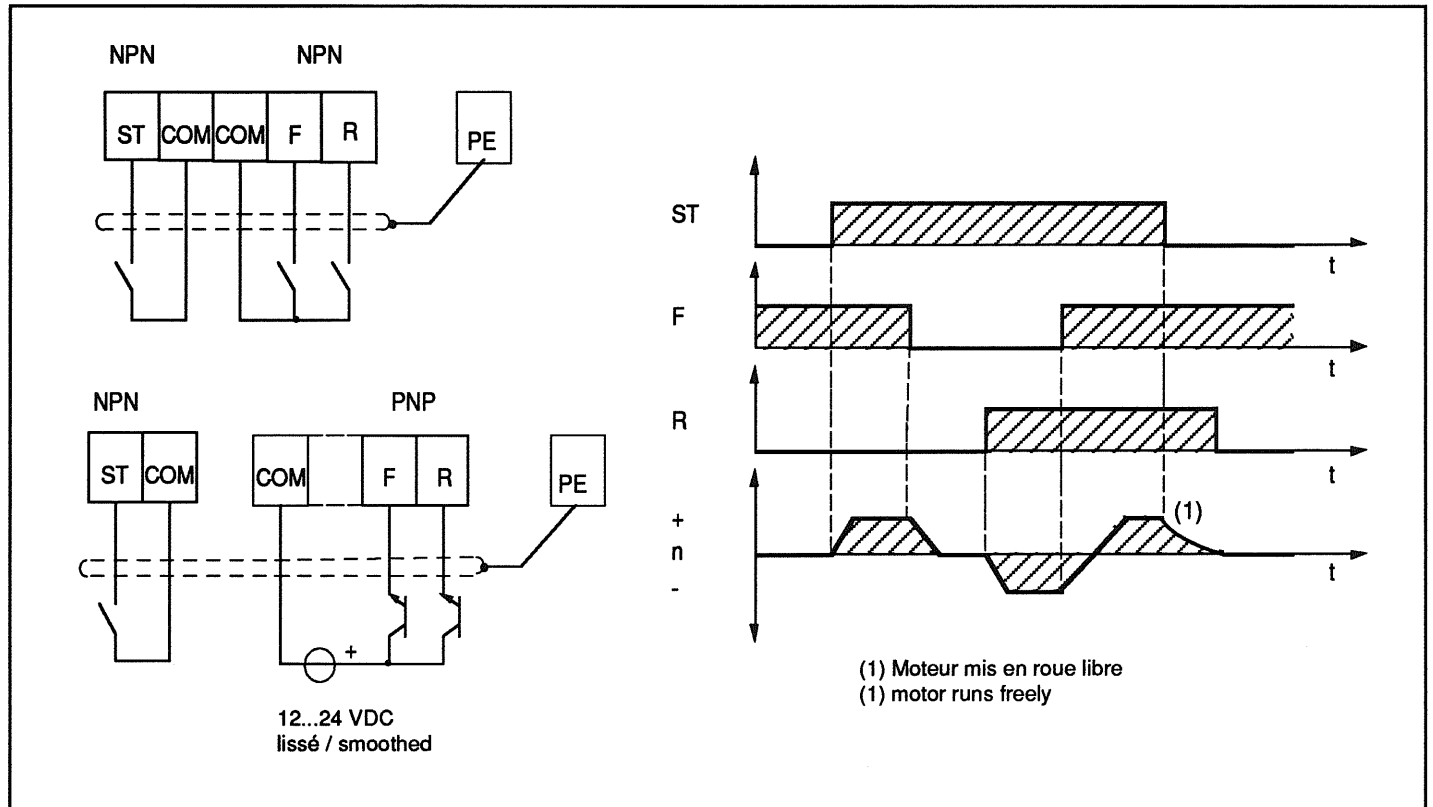 NPN NPN
ST COM COM F R PE
NPN PNP
ST COM COM F R PE
+
12...24 VDC
lissé / smoothed
ST
t
F
t
R
t
+
n
-
(1)
t
(1) Moteur mis en roue libre
(1) motor runs freely